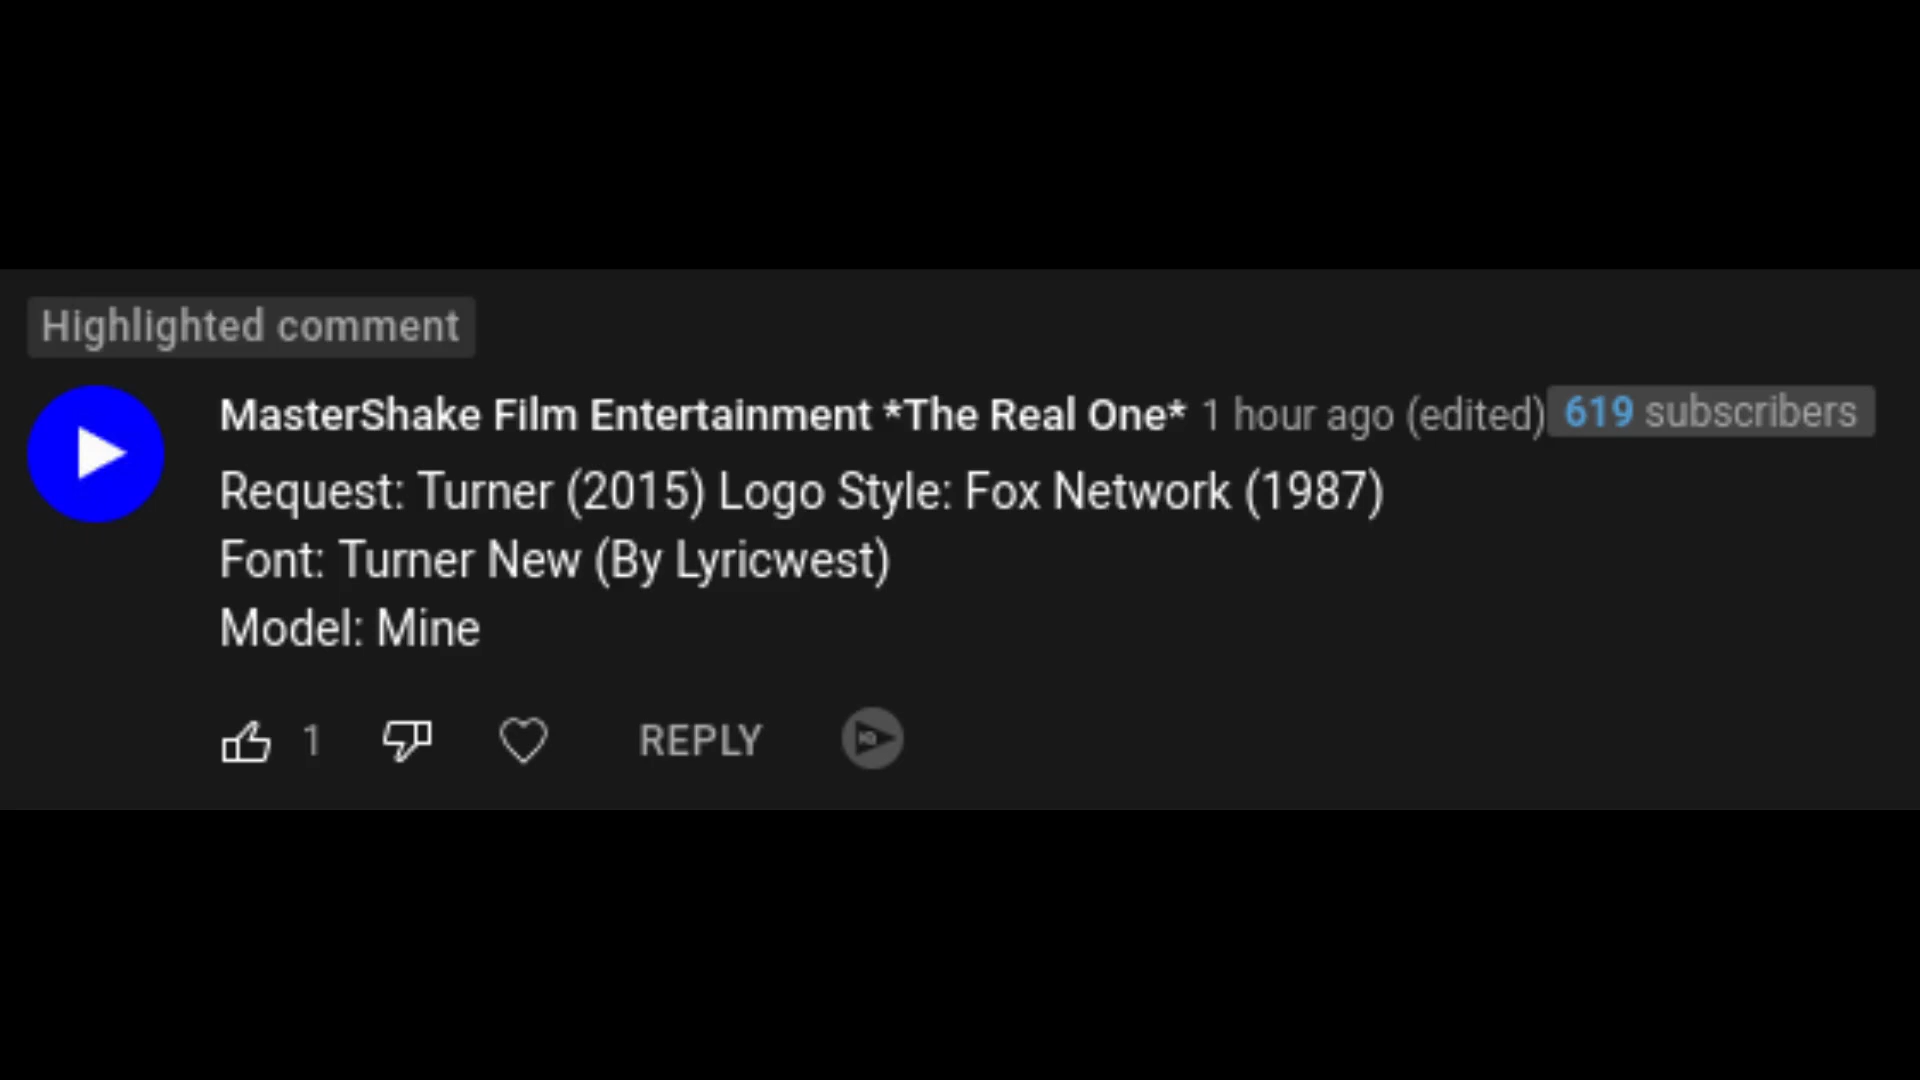 Highlighted comment
MasterShake Film Entertainment *The Real One* 1 hour ago (edited) 619 subscribers
Request: Turner (2015) Logo Style: Fox Network (1987)
Font: Turner New (By Lyricwest)
Model: Mine
1 REPLY